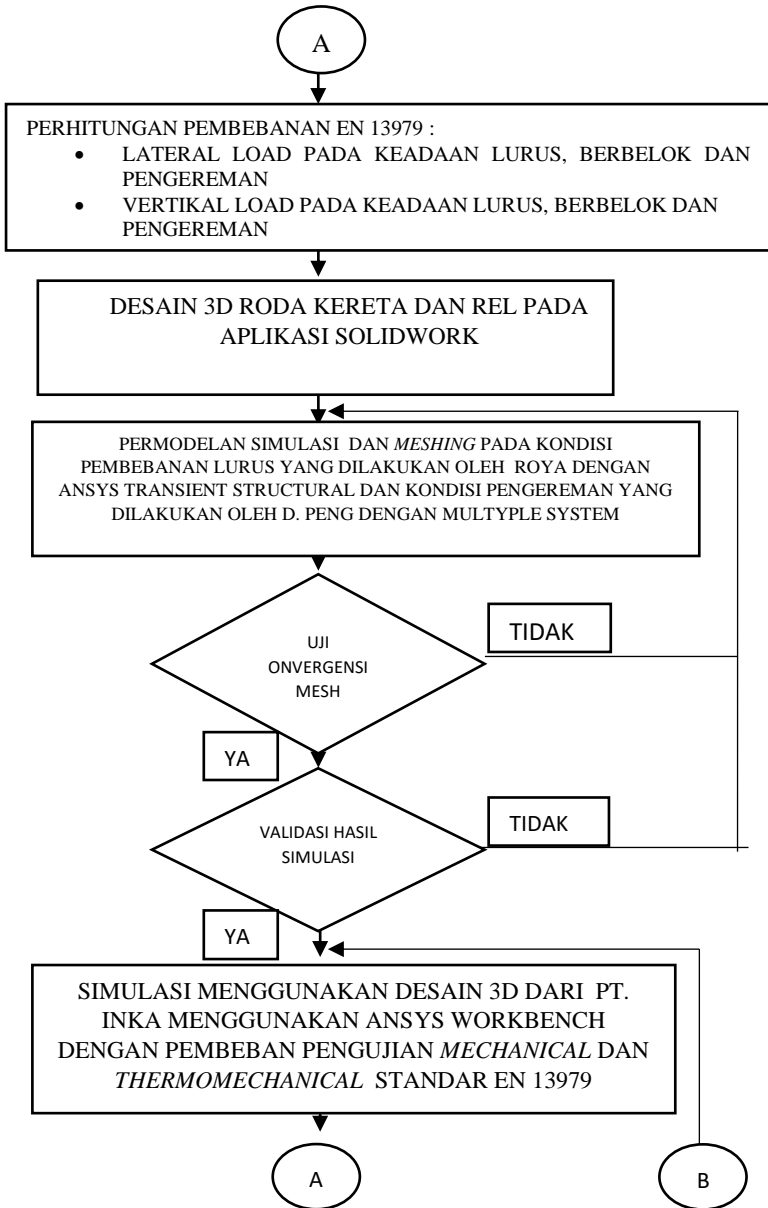 A
PERHITUNGAN PEMBEBANAN EN 13979 :
• LATERAL LOAD PADA KEADAAN LURUS, BERBELOK DAN
PENGEREMAN
• VERTIKAL LOAD PADA KEADAAN LURUS, BERBELOK DAN
PENGEREMAN
DESAIN 3D RODA KERETA DAN REL PADA
APLIKASI SOLIDWORK
PERMODELAN SIMULASI DAN MESHING PADA KONDISI
PEMBEBANAN LURUS YANG DILAKUKAN OLEH ROYA DENGAN
ANSYS TRANSIENT STRUCTURAL DAN KONDISI PENGEREMAN YANG
DILAKUKAN OLEH D. PENG DENGAN MULTYPLE SYSTEM
UJI
ONVERGENSI
MESH
TIDAK
YA
VALIDASI HASIL
SIMULASI
TIDAK
YA
SIMULASI MENGGUNAKAN DESAIN 3D DARI PT.
INKA MENGGUNAKAN ANSYS WORKBENCH
DENGAN PEMBEBAN PENGUJIAN MECHANICAL DAN
THERMOMECHANICAL STANDAR EN 13979
A
B